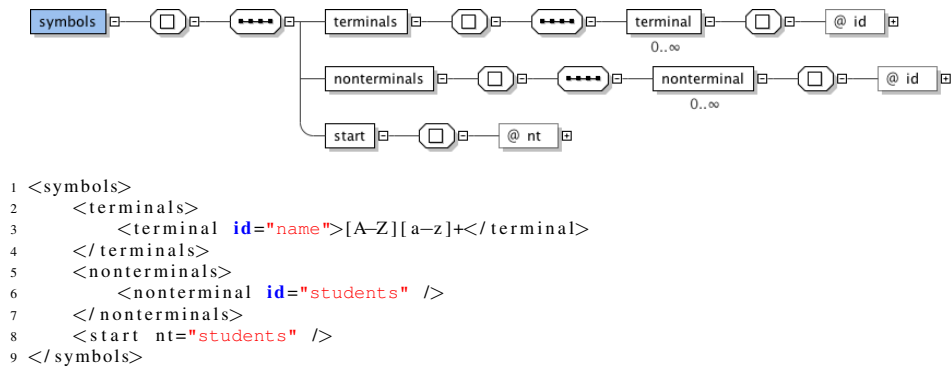 symbols terminals terminal @ id
0..∞
nonterminals nonterminal @ id
0..∞
start @ nt
1 <symbols>
2 <terminals>
3 <terminal id="name">[A–Z][a–z]+</terminal>
4 </terminals>
5 <nonterminals>
6 <nonterminal id="students" />
7 </nonterminals>
8 <start nt="students" />
9 </symbols>